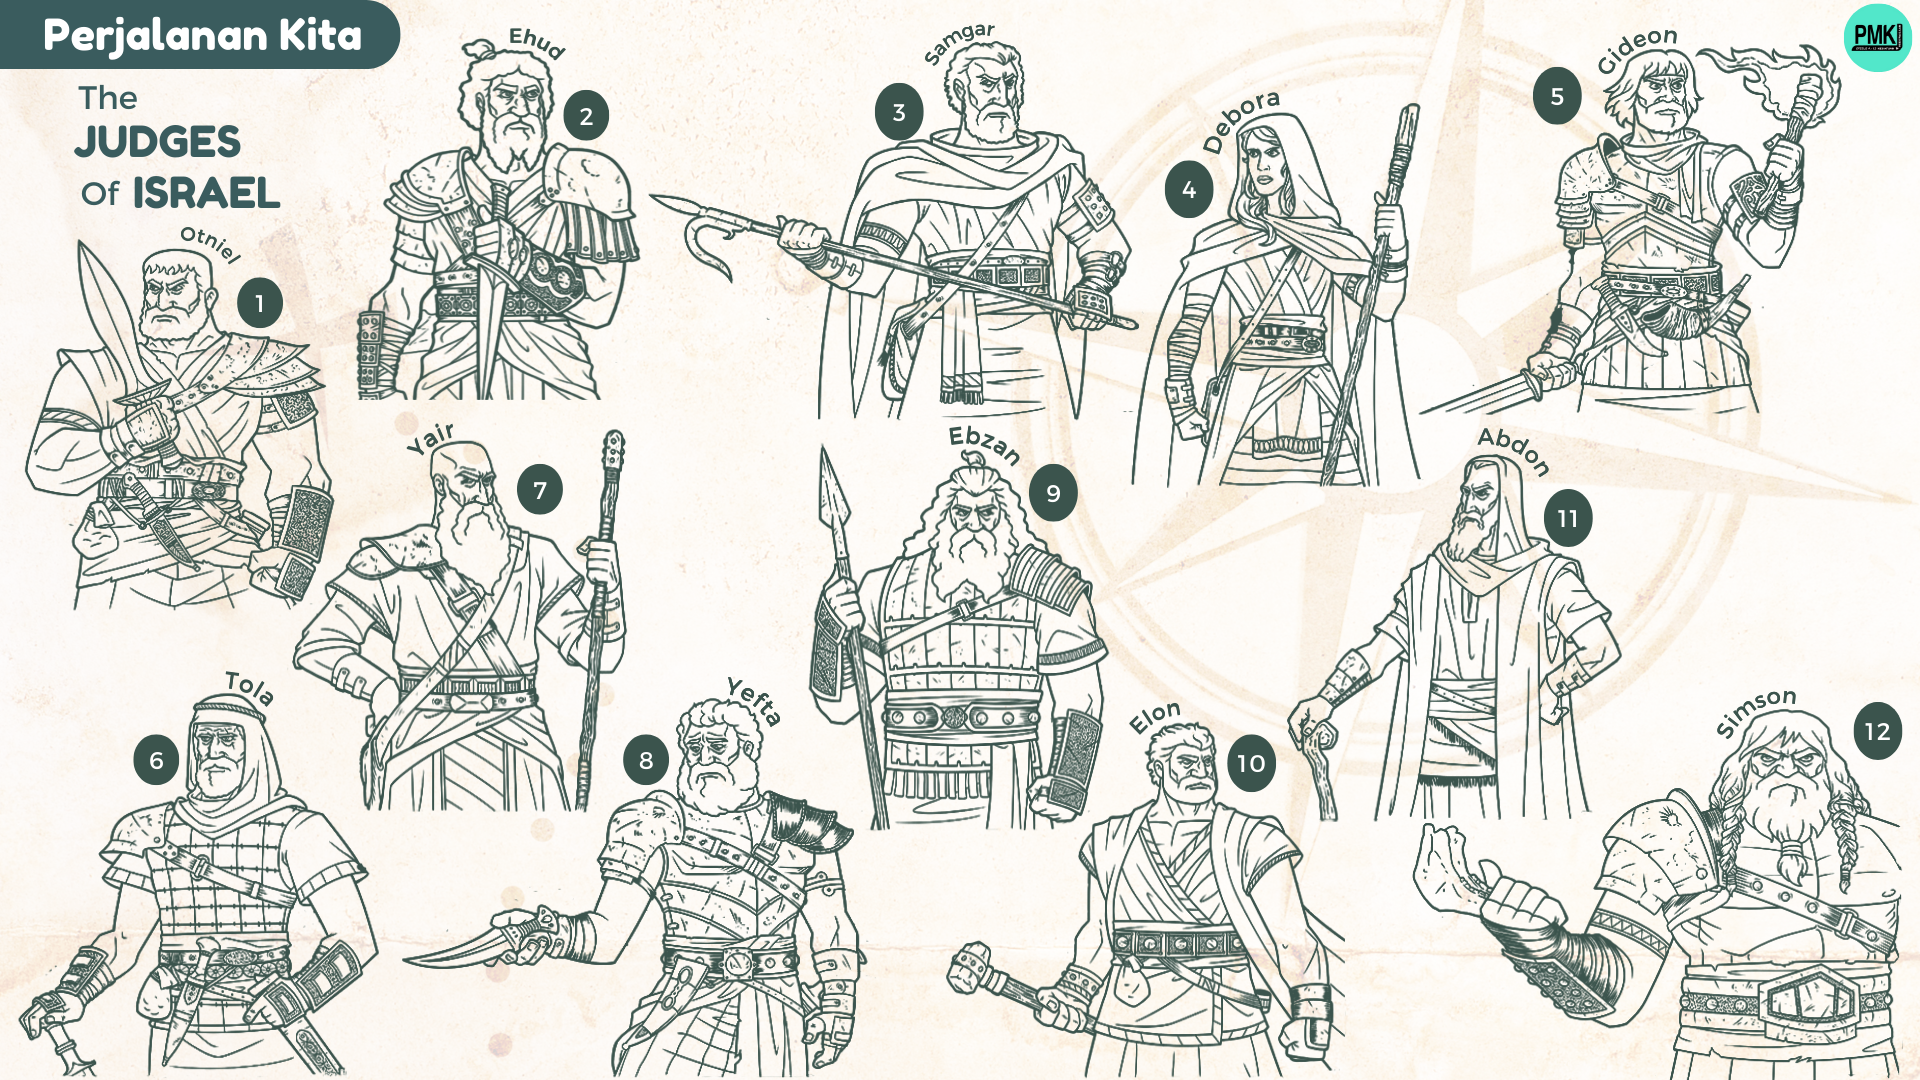 Perjalanan Kita
The
JUDGES
Of ISRAEL
Otniel
1
Ehud
2
Samgar
3
Debora
4
Gideon
5
PMK
Tola
6
Yair
7
Yefta
8
Ebzan
9
Elon
10
Abdon
11
Simson
12